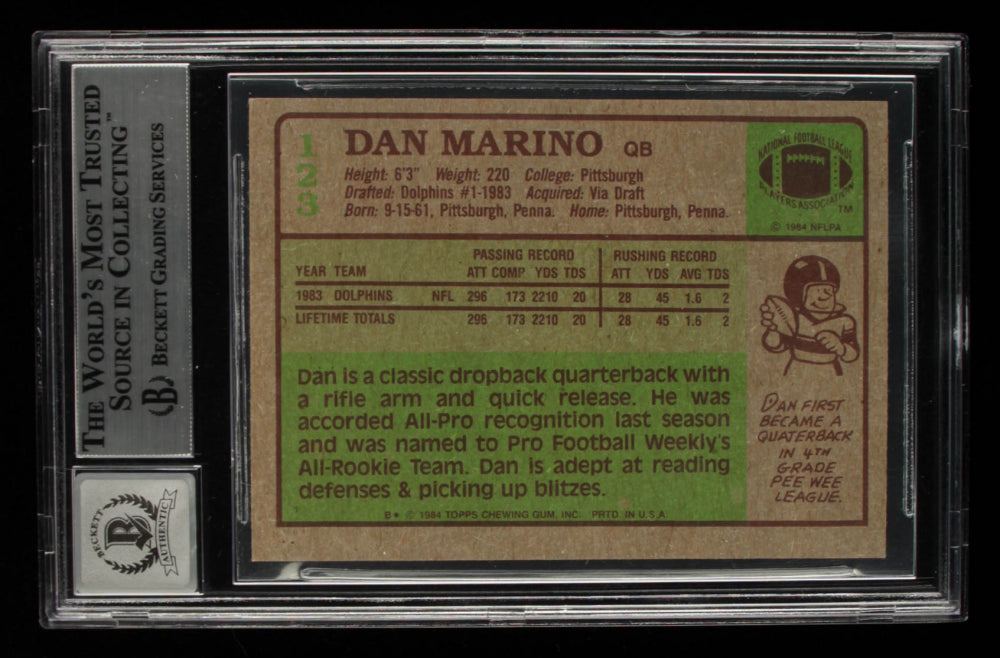 THE WORLD'S MOST TRUSTED
SOURCE IN COLLECTING™
BECKETT GRADING SERVICES
BECKETT
AUTHENTIC
123
DAN MARINO QB
Height: 6'3" Weight: 220 College: Pittsburgh
Drafted: Dolphins #1-1983 Acquired: Via Draft
Born: 9-15-61, Pittsburgh, Penna. Home: Pittsburgh, Penna.
NATIONAL FOOTBALL LEAGUE
PLAYERS ASSOCIATION
TM
© 1984 NFLPA
PASSING RECORD RUSHING RECORD
YEAR TEAM ATT COMP YDS TDS ATT YDS AVG TDS
1983 DOLPHINS NFL 296 173 2210 20 28 45 1.6 2
LIFETIME TOTALS 296 173 2210 20 28 45 1.6 2
Dan is a classic dropback quarterback with
a rifle arm and quick release. He was
accorded All-Pro recognition last season
and was named to Pro Football Weekly's
All-Rookie Team. Dan is adept at reading
defenses & picking up blitzes.
DAN FIRST
BECAME A
QUATERBACK
IN 4TH
GRADE
PEE WEE
LEAGUE.
B* © 1984 TOPPS CHEWING GUM, INC. PRTD. IN U.S.A.